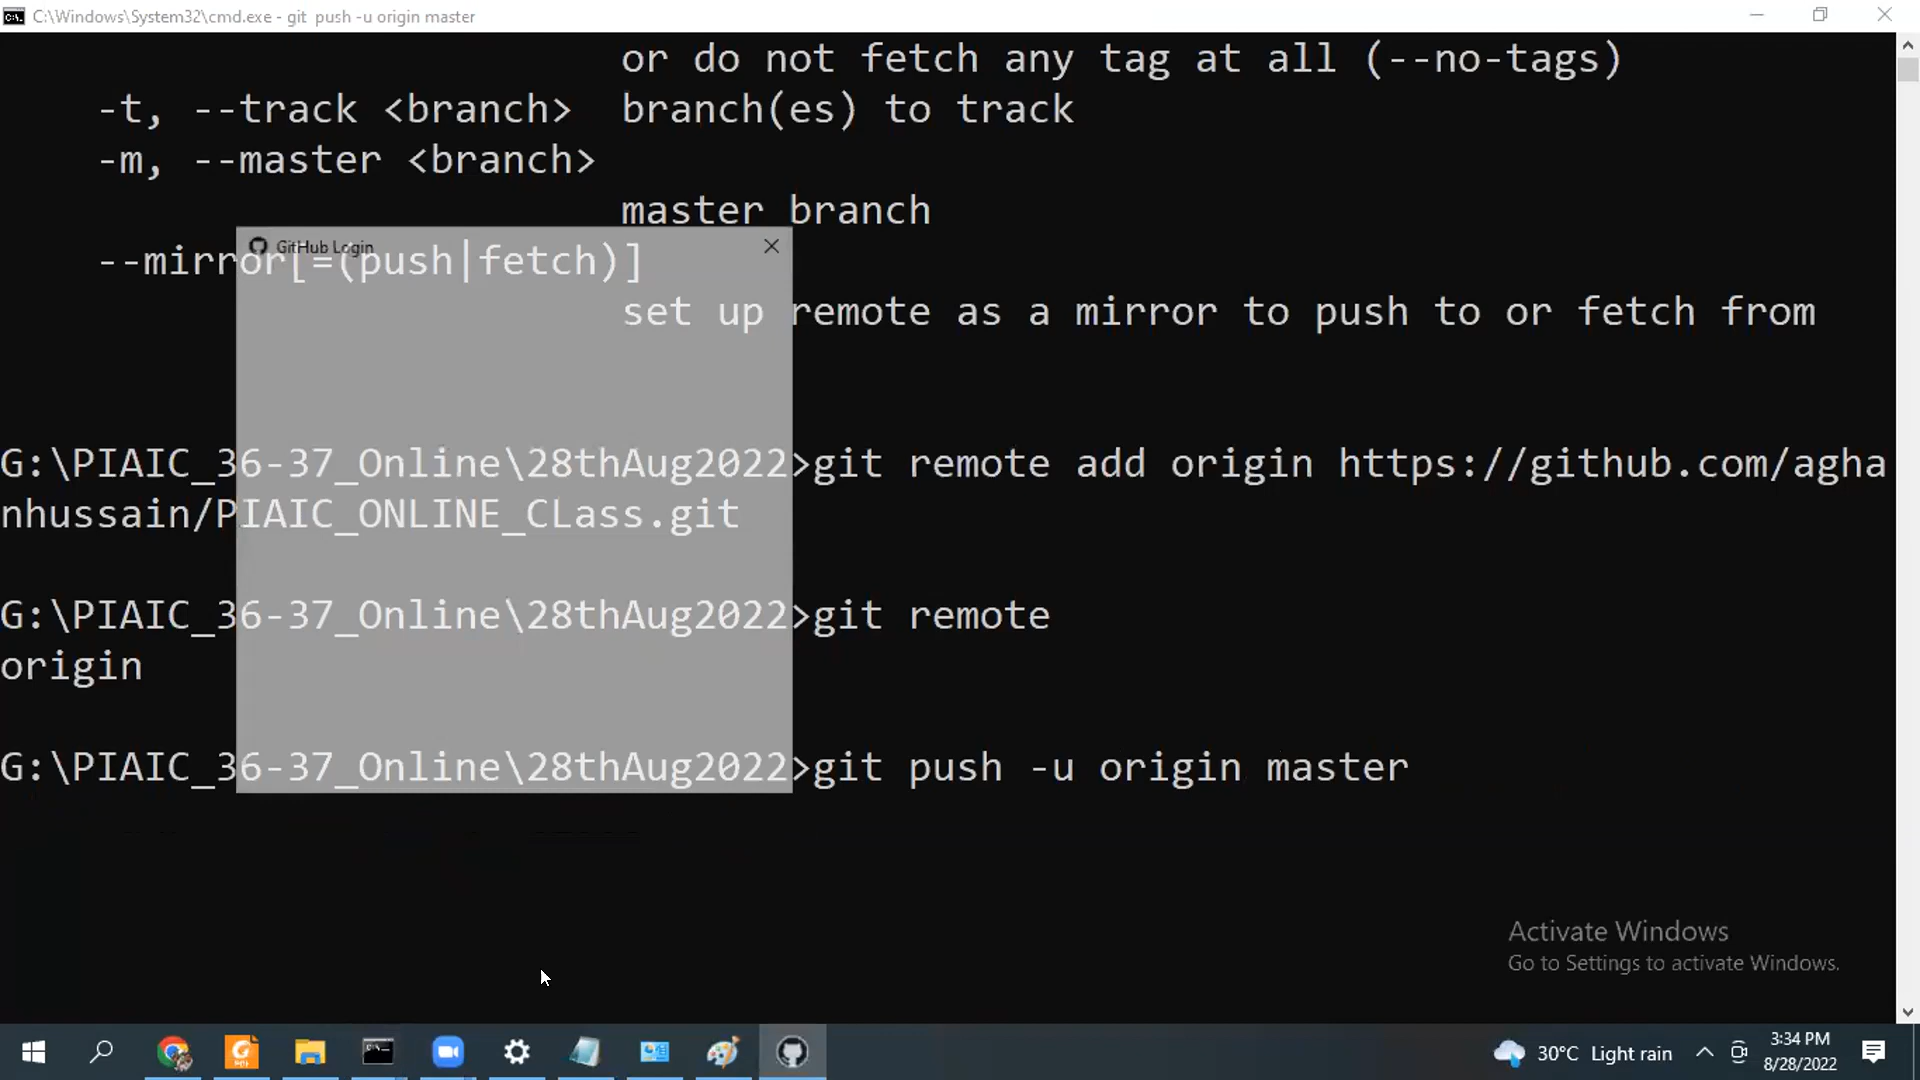 C:\Windows\System32\cmd.exe - git  push -u origin master
or do not fetch any tag at all (--no-tags)
-t, --track <branch>  branch(es) to track
-m, --master <branch>
master branch
GitHub Login
--mirror[=(push|fetch)]
set up remote as a mirror to push to or fetch from
G:\PIAIC_36-37_Online\28thAug2022>git remote add origin https://github.com/agha
nhussain/PIAIC_ONLINE_CLass.git
G:\PIAIC_36-37_Online\28thAug2022>git remote
origin
G:\PIAIC_36-37_Online\28thAug2022>git push -u origin master
Activate Windows
Go to Settings to activate Windows.
30°C Light rain
3:34 PM
8/28/2022